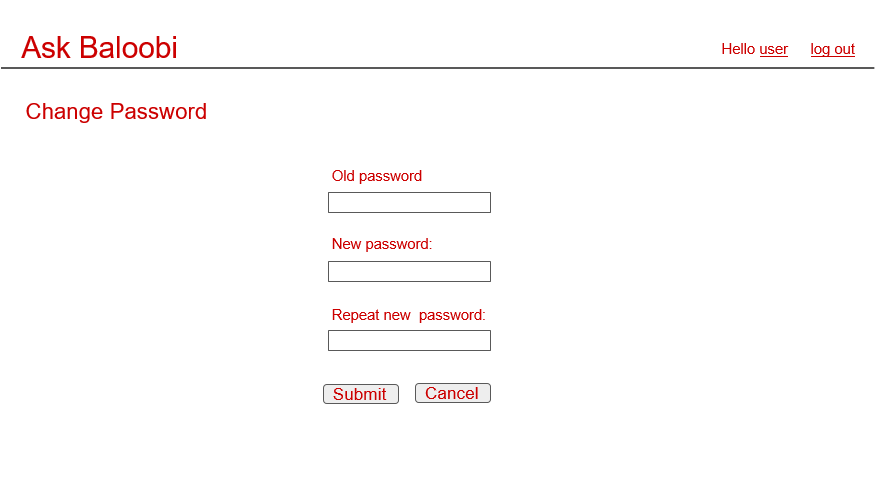 Ask Baloobi
Hello user log out
Change Password
Old password
New password:
Repeat new  password:
Submit Cancel